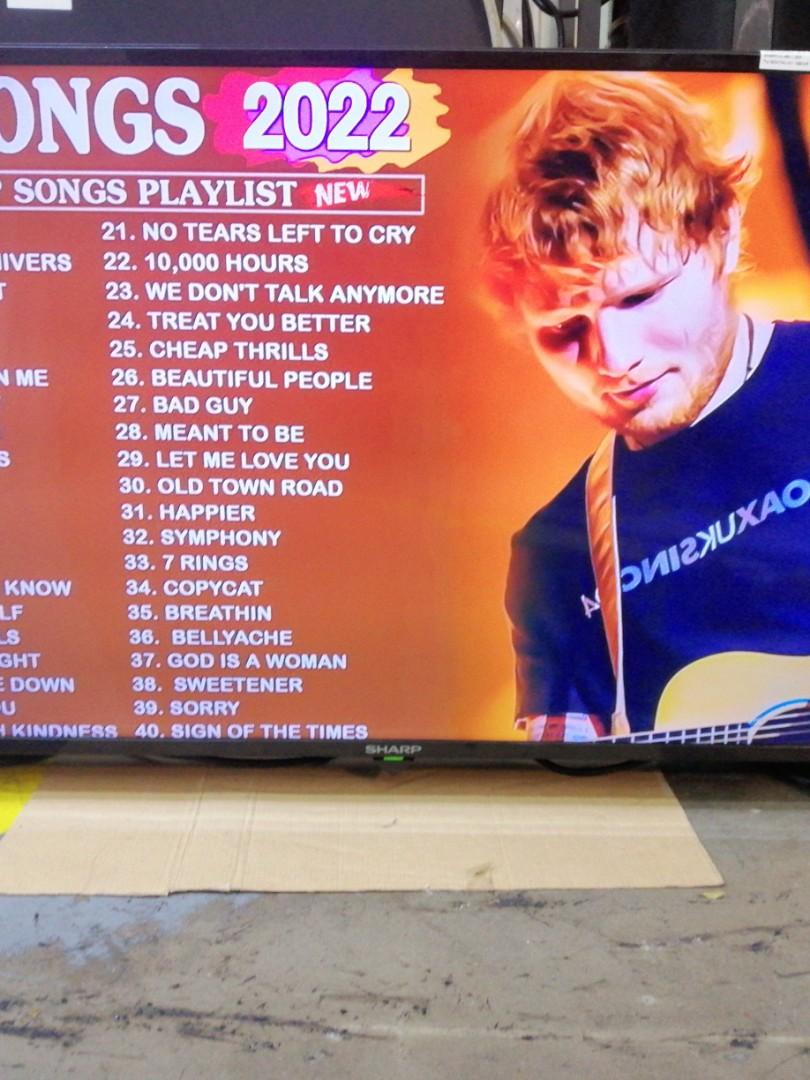 ONGS 2022
SONGS PLAYLIST NEW
21. NO TEARS LEFT TO CRY
IVERS 22. 10,000 HOURS
T 23. WE DON'T TALK ANYMORE
24. TREAT YOU BETTER
25. CHEAP THRILLS
N ME 26. BEAUTIFUL PEOPLE
27. BAD GUY
28. MEANT TO BE
S 29. LET ME LOVE YOU
30. OLD TOWN ROAD
31. HAPPIER
32. SYMPHONY
33. 7 RINGS
KNOW 34. COPYCAT
LF 35. BREATHIN
LS 36. BELLYACHE
GHT 37. GOD IS A WOMAN
E DOWN 38. SWEETENER
U 39. SORRY
H KINDNESS 40. SIGN OF THE TIMES
SHARP